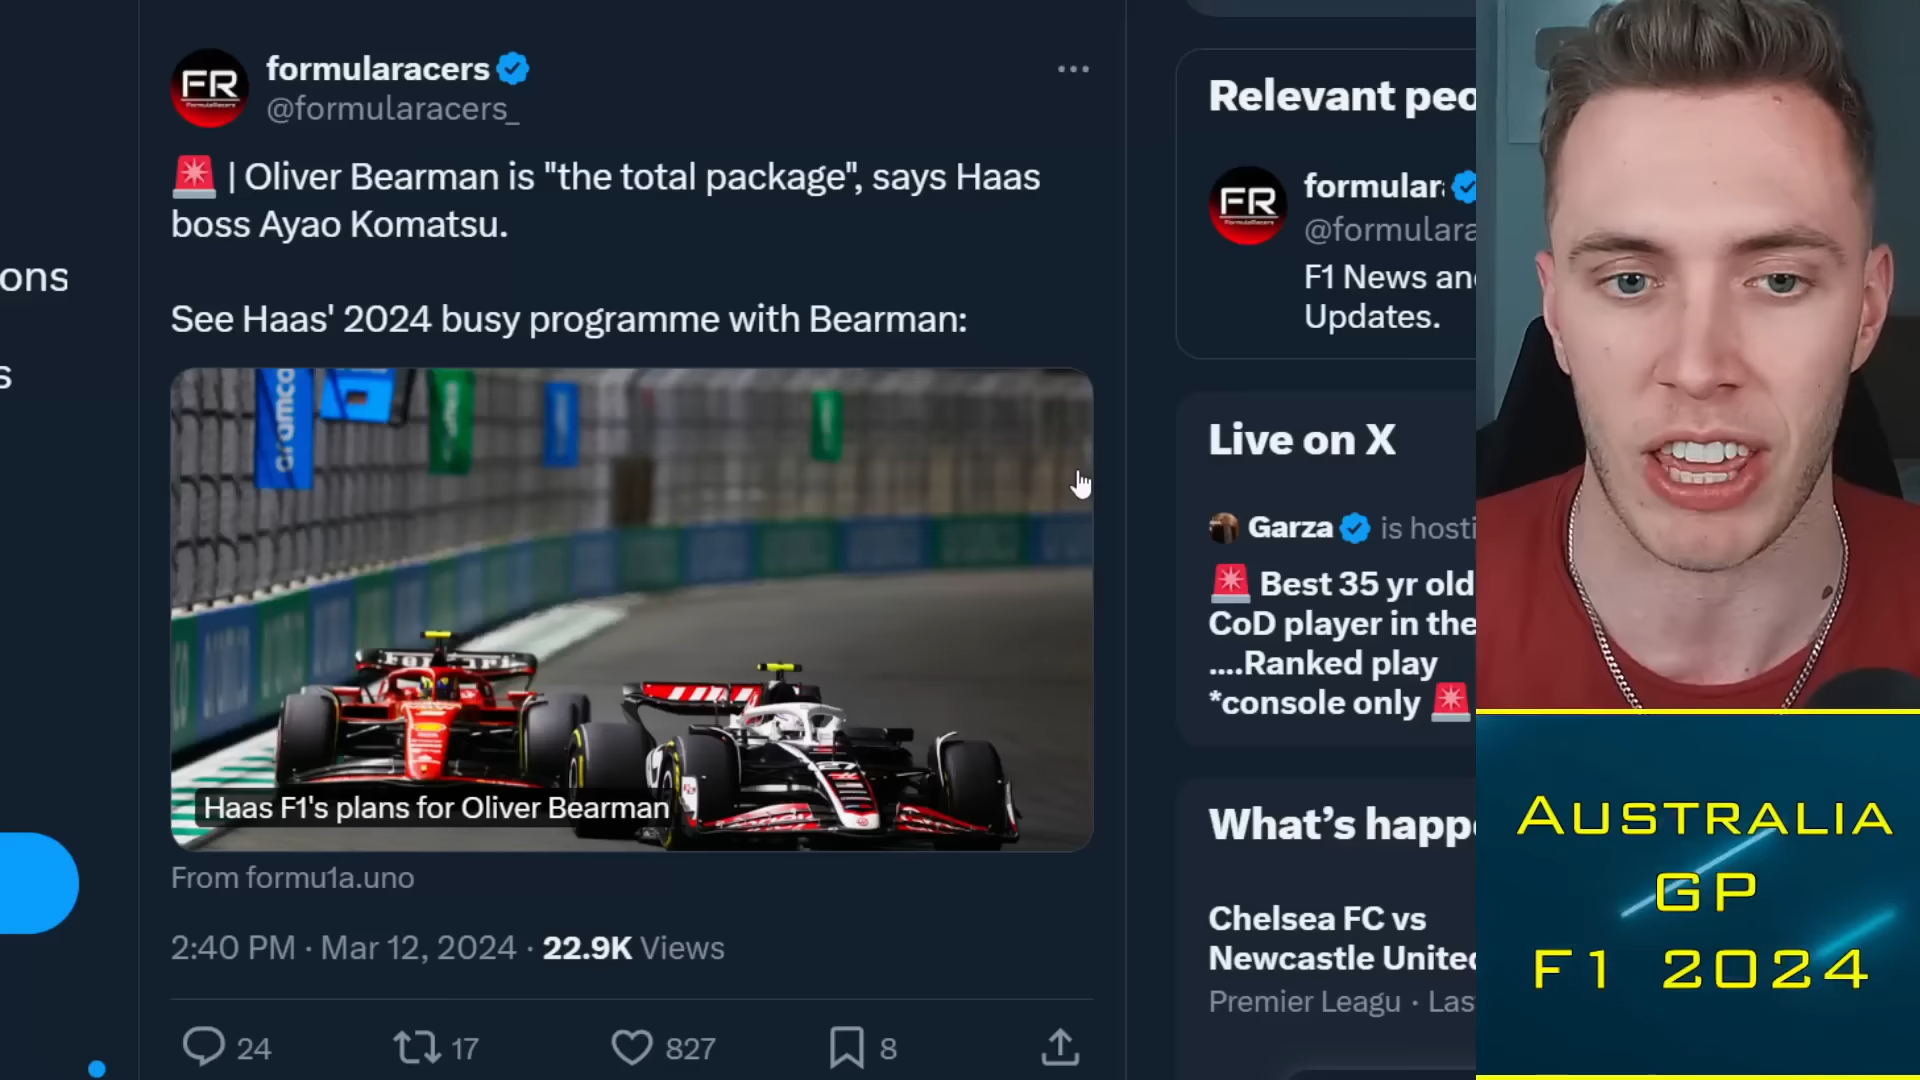 formularacers
@formularacers_
| Oliver Bearman is "the total package", says Haas
boss Ayao Komatsu.
See Haas' 2024 busy programme with Bearman:
aramco
Haas F1's plans for Oliver Bearman
From formu1a.uno
2:40 PM · Mar 12, 2024 · 22.9K Views
24
17
827
8
ons
s
FR
FR
Relevant peo
formular
@formulara
F1 News an
Updates.
Live on X
Garza is hosti
Best 35 yr old
CoD player in the
....Ranked play
*console only
What's happ
Chelsea FC vs
Newcastle United
Premier Leagu · Las
AUSTRALIA
GP
F1 2024